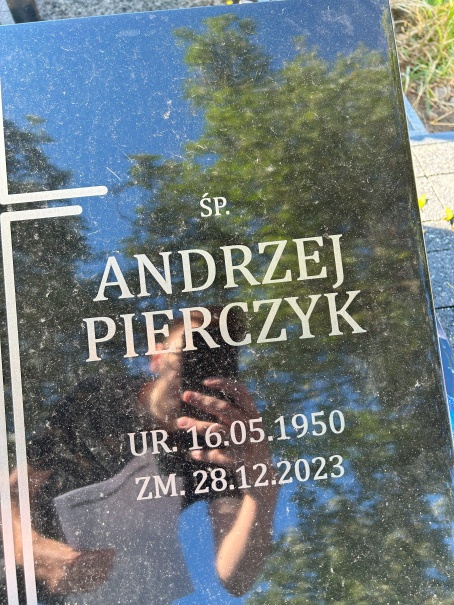 ŚP.
ANDRZEJ
PIERCZYK
UR. 16.05.1950
ZM. 28.12.2023